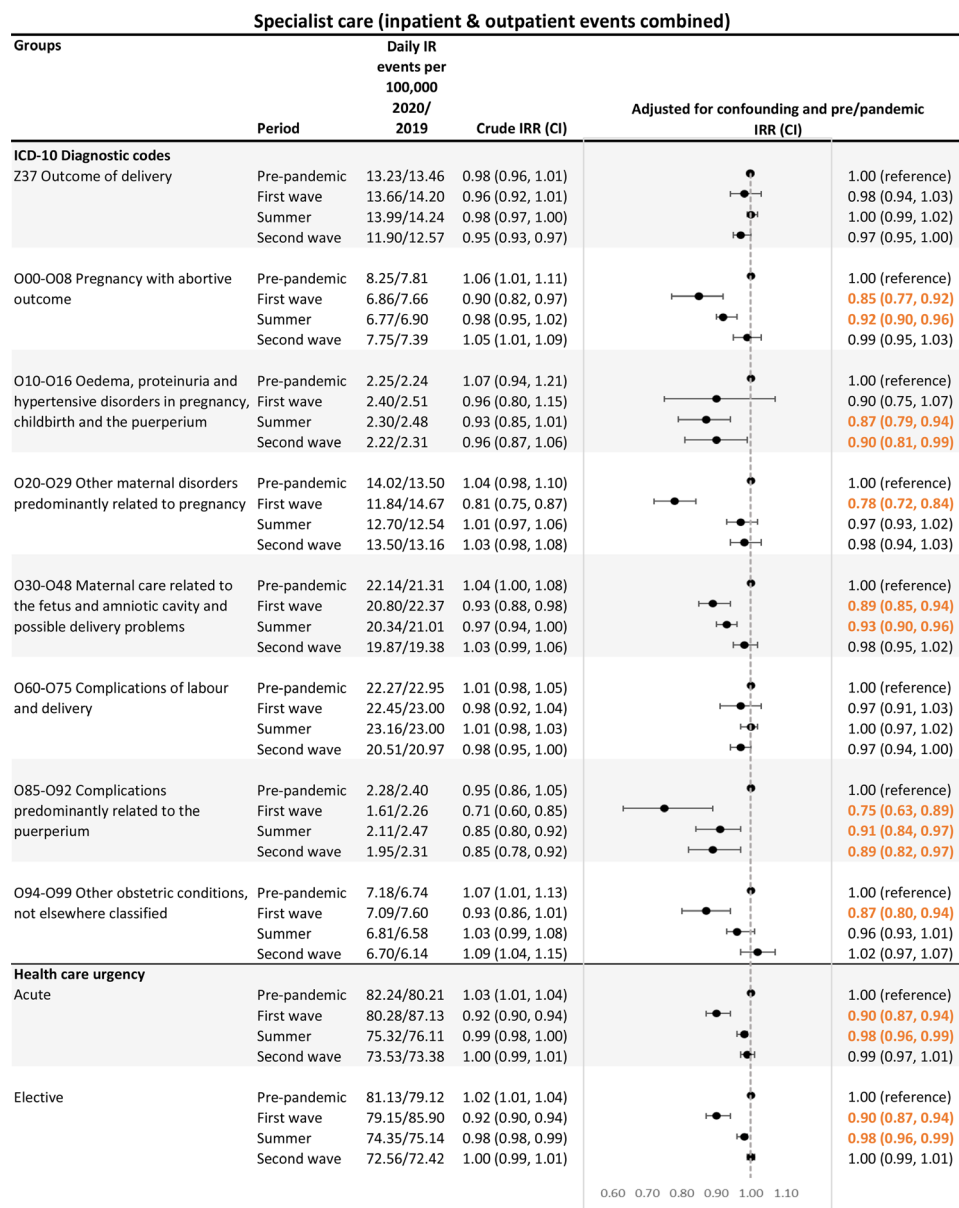 Specialist care (inpatient & outpatient events combined)
Groups Period Daily IR events per 100,000 2020/ 2019 Crude IRR (CI) Adjusted for confounding and pre/pandemic IRR (CI)
ICD-10 Diagnostic codes
Z37 Outcome of delivery Pre-pandemic 13.23/13.46 0.98 (0.96, 1.01) 1.00 (reference)
First wave 13.66/14.20 0.96 (0.92, 1.01) 0.98 (0.94, 1.03)
Summer 13.99/14.24 0.98 (0.97, 1.00) 1.00 (0.99, 1.02)
Second wave 11.90/12.57 0.95 (0.93, 0.97) 0.97 (0.95, 1.00)
O00-O08 Pregnancy with abortive Pre-pandemic 8.25/7.81 1.06 (1.01, 1.11) 1.00 (reference)
outcome First wave 6.86/7.66 0.90 (0.82, 0.97) 0.85 (0.77, 0.92)
Summer 6.77/6.90 0.98 (0.95, 1.02) 0.92 (0.90, 0.96)
Second wave 7.75/7.39 1.05 (1.01, 1.09) 0.99 (0.95, 1.03)
O10-O16 Oedema, proteinuria and Pre-pandemic 2.25/2.24 1.07 (0.94, 1.21) 1.00 (reference)
hypertensive disorders in pregnancy, First wave 2.40/2.51 0.96 (0.80, 1.15) 0.90 (0.75, 1.07)
childbirth and the puerperium Summer 2.30/2.48 0.93 (0.85, 1.01) 0.87 (0.79, 0.94)
Second wave 2.22/2.31 0.96 (0.87, 1.06) 0.90 (0.81, 0.99)
O20-O29 Other maternal disorders Pre-pandemic 14.02/13.50 1.04 (0.98, 1.10) 1.00 (reference)
predominantly related to pregnancy First wave 11.84/14.67 0.81 (0.75, 0.87) 0.78 (0.72, 0.84)
Summer 12.70/12.54 1.01 (0.97, 1.06) 0.97 (0.93, 1.02)
Second wave 13.50/13.16 1.03 (0.98, 1.08) 0.98 (0.94, 1.03)
O30-O48 Maternal care related to Pre-pandemic 22.14/21.31 1.04 (1.00, 1.08) 1.00 (reference)
the fetus and amniotic cavity and First wave 20.80/22.37 0.93 (0.88, 0.98) 0.89 (0.85, 0.94)
possible delivery problems Summer 20.34/21.01 0.97 (0.94, 1.00) 0.93 (0.90, 0.96)
Second wave 19.87/19.38 1.03 (0.99, 1.06) 0.98 (0.95, 1.02)
O60-O75 Complications of labour Pre-pandemic 22.27/22.95 1.01 (0.98, 1.05) 1.00 (reference)
and delivery First wave 22.45/23.00 0.98 (0.92, 1.04) 0.97 (0.91, 1.03)
Summer 23.16/23.00 1.01 (0.98, 1.03) 1.00 (0.97, 1.02)
Second wave 20.51/20.97 0.98 (0.95, 1.00) 0.97 (0.94, 1.00)
O85-O92 Complications Pre-pandemic 2.28/2.40 0.95 (0.86, 1.05) 1.00 (reference)
predominantly related to the First wave 1.61/2.26 0.71 (0.60, 0.85) 0.75 (0.63, 0.89)
puerperium Summer 2.11/2.47 0.85 (0.80, 0.92) 0.91 (0.84, 0.97)
Second wave 1.95/2.31 0.85 (0.78, 0.92) 0.89 (0.82, 0.97)
O94-O99 Other obstetric conditions, Pre-pandemic 7.18/6.74 1.07 (1.01, 1.13) 1.00 (reference)
not elsewhere classified First wave 7.09/7.60 0.93 (0.86, 1.01) 0.87 (0.80, 0.94)
Summer 6.81/6.58 1.03 (0.99, 1.08) 0.96 (0.93, 1.01)
Second wave 6.70/6.14 1.09 (1.04, 1.15) 1.02 (0.97, 1.07)
Health care urgency
Acute Pre-pandemic 82.24/80.21 1.03 (1.01, 1.04) 1.00 (reference)
First wave 80.28/87.13 0.92 (0.90, 0.94) 0.90 (0.87, 0.94)
Summer 75.32/76.11 0.99 (0.98, 1.00) 0.98 (0.96, 0.99)
Second wave 73.53/73.38 1.00 (0.99, 1.01) 0.99 (0.97, 1.01)
Elective Pre-pandemic 81.13/79.12 1.02 (1.01, 1.04) 1.00 (reference)
First wave 79.15/85.90 0.92 (0.90, 0.94) 0.90 (0.87, 0.94)
Summer 74.35/75.14 0.98 (0.98, 0.99) 0.98 (0.96, 0.99)
Second wave 72.56/72.42 1.00 (0.99, 1.01) 1.00 (0.99, 1.01)
0.60 0.70 0.80 0.90 1.00 1.10